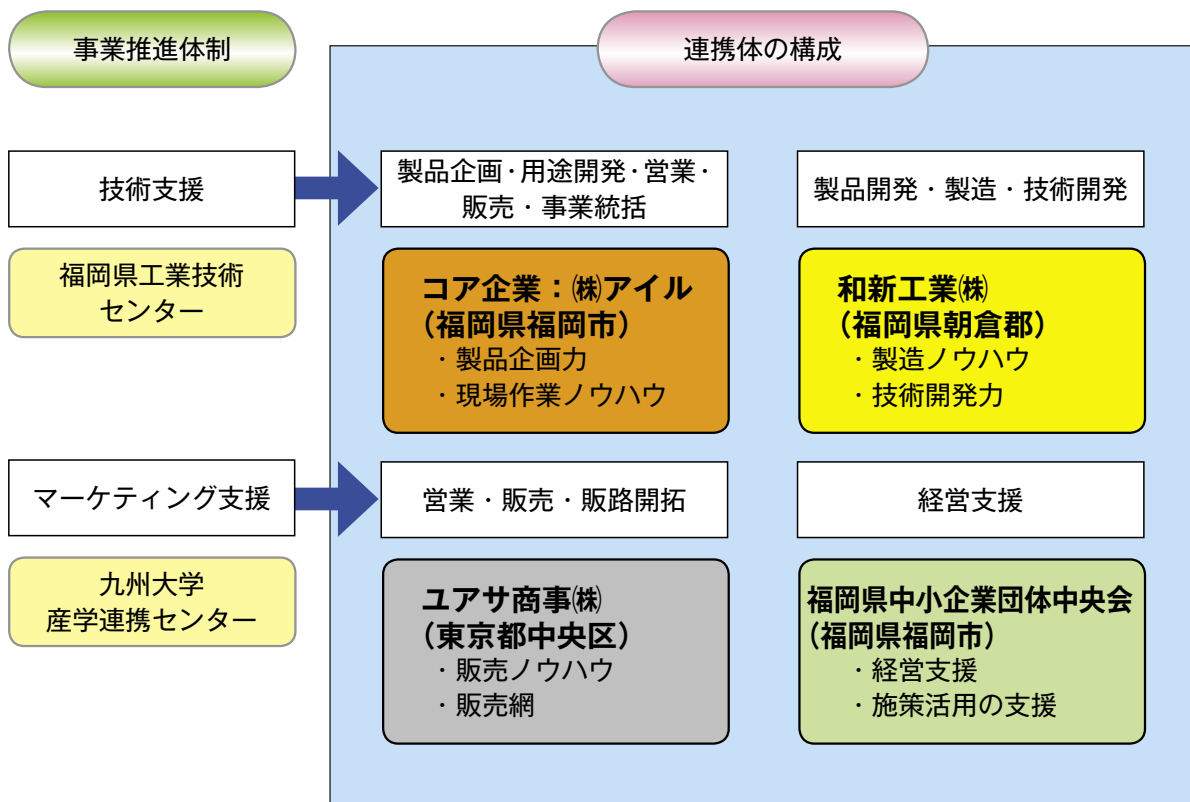 事業推進体制
連携体の構成
技術支援
福岡県工業技術
センター
マーケティング支援
九州大学
産学連携センター
製品企画・用途開発・営業・
販売・事業統括
コア企業：㈱アイル
（福岡県福岡市）
・製品企画力
・現場作業ノウハウ
製品開発・製造・技術開発
和新工業㈱
（福岡県朝倉郡）
・製造ノウハウ
・技術開発力
営業・販売・販路開拓
ユアサ商事㈱
（東京都中央区）
・販売ノウハウ
・販売網
経営支援
福岡県中小企業団体中央会
（福岡県福岡市）
・経営支援
・施策活用の支援